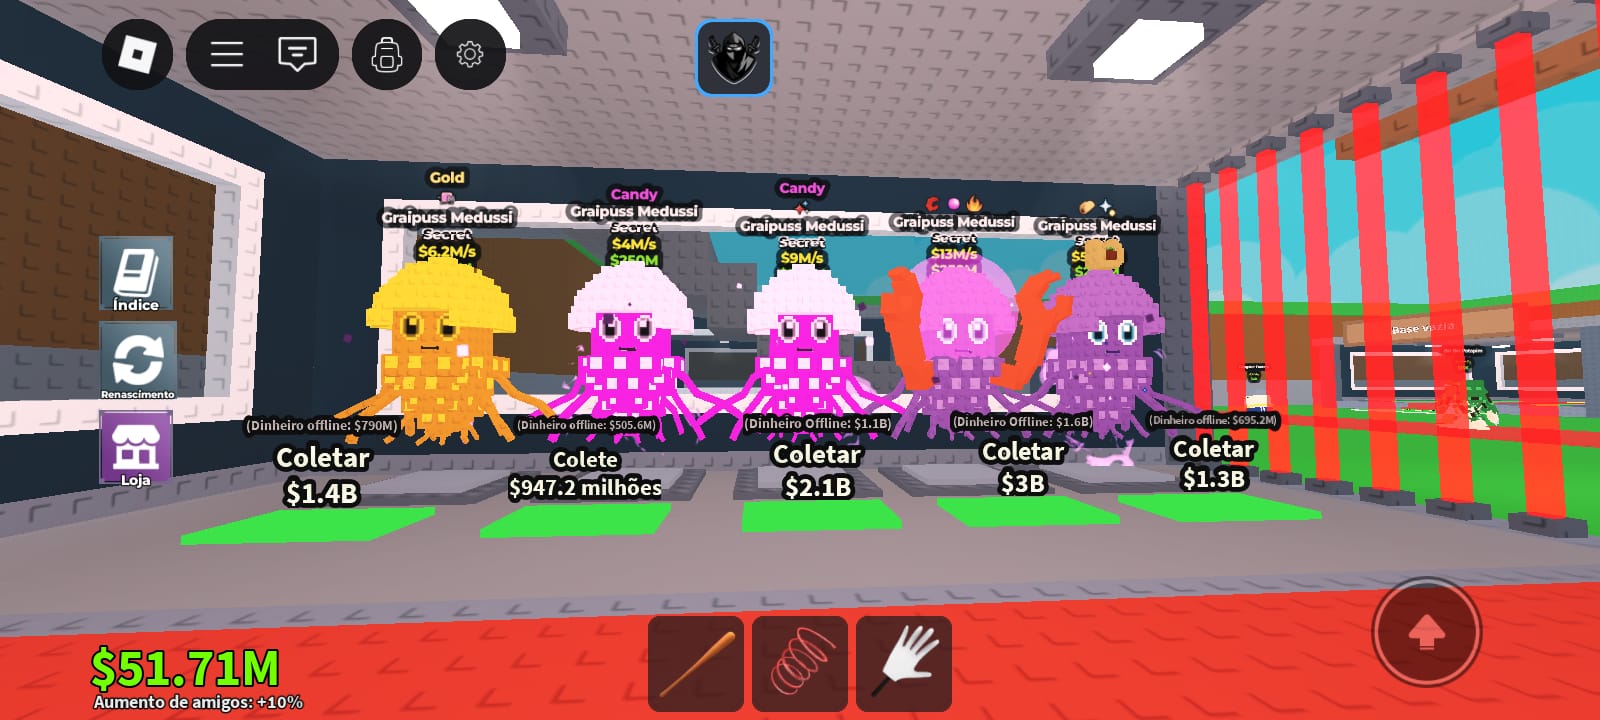 Gold
Graipuss Medussi
Secret
$6.2M/s
Candy
Graipuss Medussi
Secret
$4M/s
$250M
Candy
Graipuss Medussi
Secret
$9M/s
Graipuss Medussi
Secret
$13M/s
Graipuss Medussi
Secret
Índice
Renascimento
Loja
Base vazia
(Dinheiro offline: $790M)
Coletar
$1.4B
(Dinheiro offline: $505.6M)
Colete
$947.2 milhões
(Dinheiro Offline: $1.1B)
Coletar
$2.1B
(Dinheiro Offline: $1.6B)
Coletar
$3B
(Dinheiro offline: $695.2M)
Coletar
$1.3B
$51.71M
Aumento de amigos: +10%